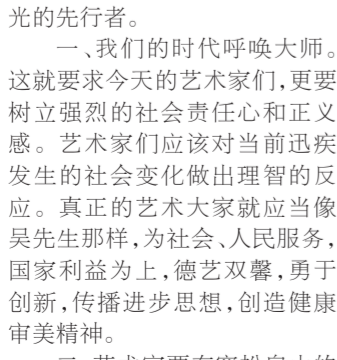 光的先行者。
一、我们的时代呼唤大师。
这就要求今天的艺术家们，更要
树立强烈的社会责任心和正义
感。艺术家们应该对当前迅疾
发生的社会变化做出理智的反
应。真正的艺术大家就应当像
吴先生那样，为社会、人民服务，
国家利益为上，德艺双馨，勇于
创新，传播进步思想，创造健康
审美精神。